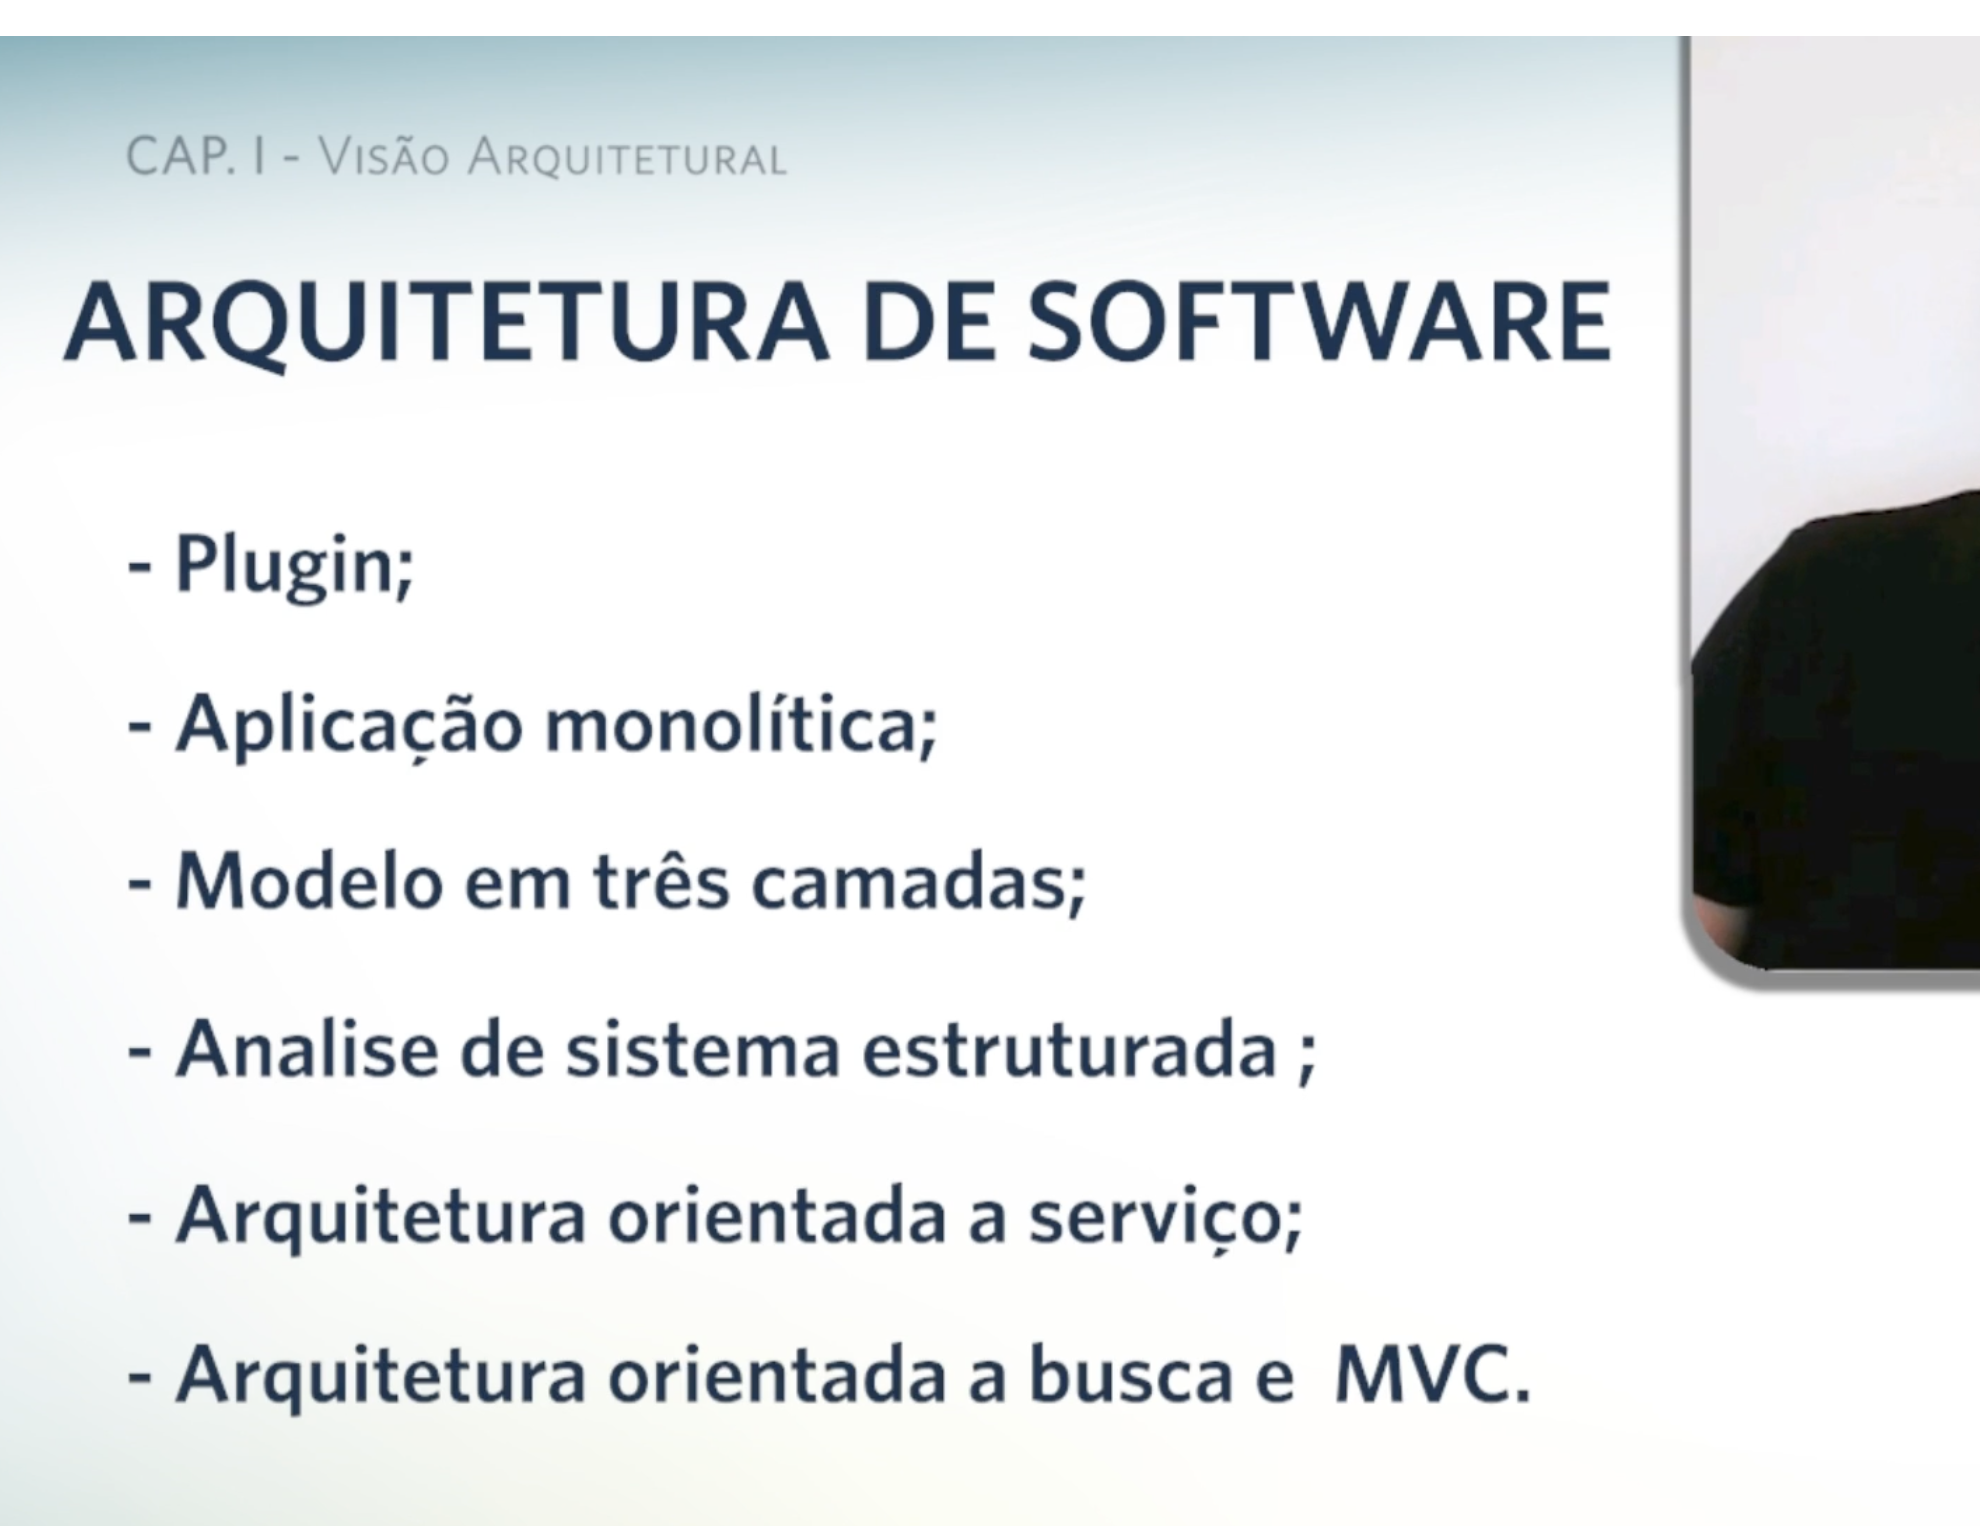 CAP. I - VISÃO ARQUITETURAL
ARQUITETURA DE SOFTWARE
- Plugin;
- Aplicação monolítica;
- Modelo em três camadas;
- Analise de sistema estruturada ;
- Arquitetura orientada a serviço;
- Arquitetura orientada a busca e MVC.